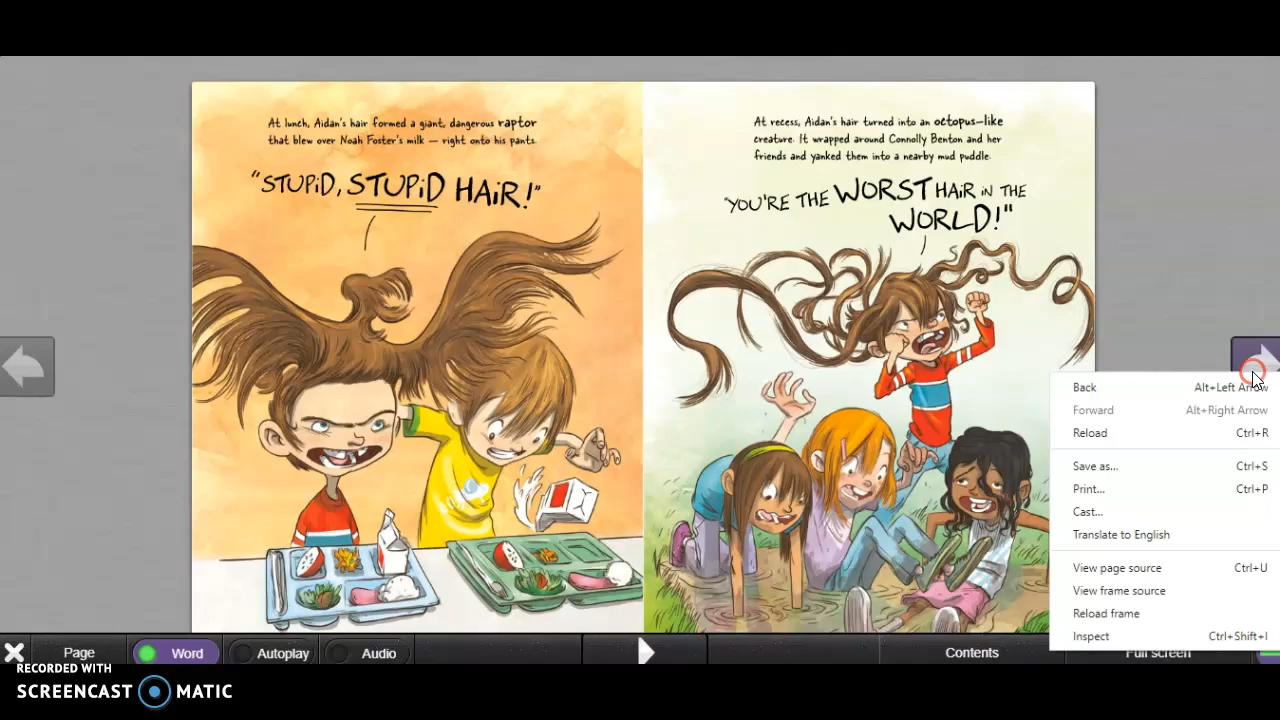 At lunch, Aidan's hair formed a giant, dangerous raptor
that blew over Noah Foster's milk — right onto his pants.
"STUPiD, STUPiD HAiR!"
At recess, Aidan's hair turned into an octopus-like
creature. It wrapped around Connolly Benton and her
friends and yanked them into a nearby mud puddle.
"YOU'RE THE WORST HAiR iN THE
WORLD!"
Back Alt+Left Arrow
Forward Alt+Right Arrow
Reload Ctrl+R
Save as... Ctrl+S
Print... Ctrl+P
Cast...
Translate to English
View page source Ctrl+U
View frame source
Reload frame
Inspect Ctrl+Shift+I
Page Word Autoplay Audio Contents Full screen
RECORDED WITH
SCREENCAST MATIC